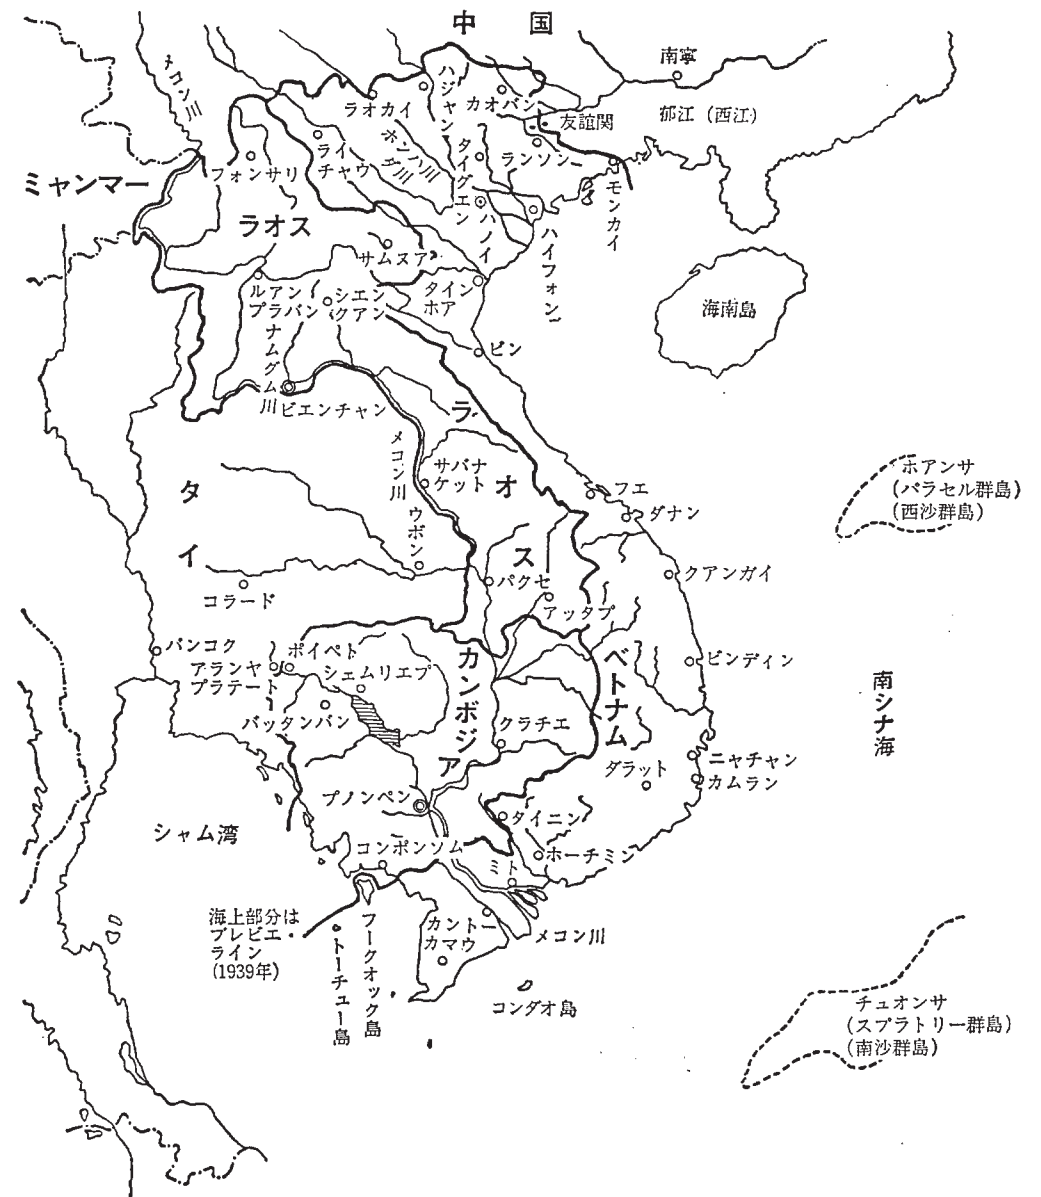 中 国
南寧
メコン川
ハジャン
ラオカイ
カオバン
友誼関
郁江（西江）
ライ
チャウ
ホンハ川
タイグエン
ランソン
ミャンマー
フォンサリ
モンカイ
ラオス
ハノイ
ハイフォン
サムヌア
ルアン
プラバン
シエン
クアン
タイン
ホア
海南島
ナムグム川
ビン
ビエンチャン
ラオス
メコン川
サバナ
ケット
タイ
ウボン
フエ
ダナン
ホアンサ
（パラセル群島）
（西沙群島）
パクセ
クアンガイ
コラード
アッタプ
バンコク
ポイペト
アランヤ
プラテート
シェムリエプ
カンボジア
ベトナム
ビンディン
バッタンバン
クラチエ
南シナ海
ダラット
ニャチャン
カムラン
プノンペン
タイニン
シャム湾
コンポンソム
ホーチミン
ミト
海上部分は
ブレビエ・
ライン
(1939年)
フークオック島
トーチュー島
カントー
カマウ
メコン川
コンダオ島
チュオンサ
（スプラトリー群島）
（南沙群島）